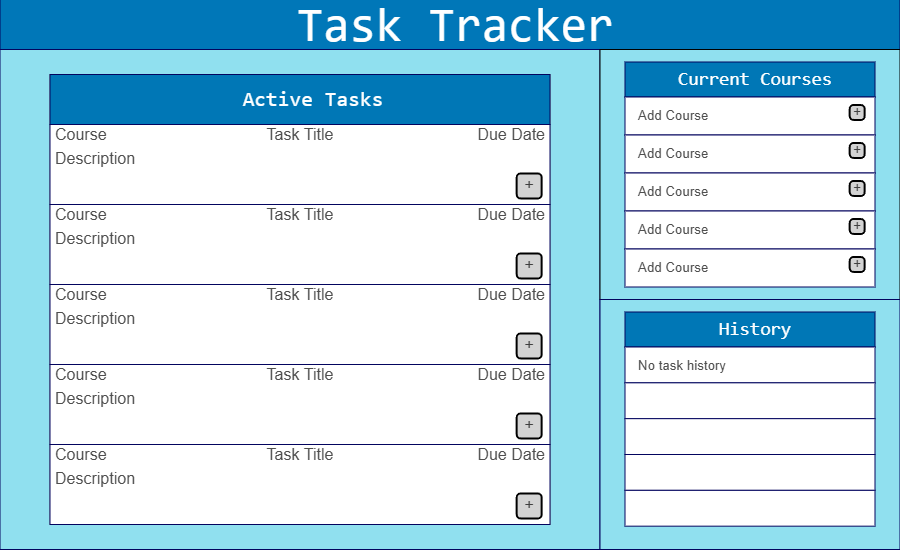 Task Tracker
Active Tasks
Course Task Title Due Date
Description
+
Course Task Title Due Date
Description
+
Course Task Title Due Date
Description
+
Course Task Title Due Date
Description
+
Course Task Title Due Date
Description
+
Current Courses
Add Course +
Add Course +
Add Course +
Add Course +
Add Course +
History
No task history